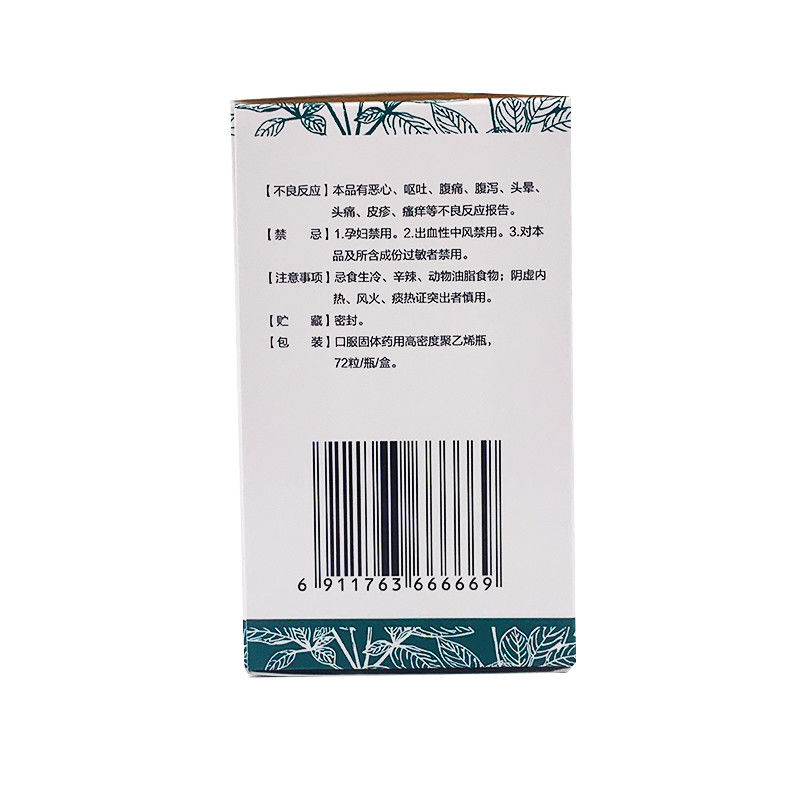 【不良反应】本品有恶心、呕吐、腹痛、腹泻、头晕、
头痛、皮疹、瘙痒等不良反应报告。
【禁 忌】1.孕妇禁用。2.出血性中风禁用。3.对本
品及所含成份过敏者禁用。
【注意事项】忌食生冷、辛辣、动物油脂食物；阴虚内
热、风火、痰热证突出者慎用。
【贮 藏】密封。
【包 装】口服固体药用高密度聚乙烯瓶，
72粒/瓶/盒。
6 911763 666669